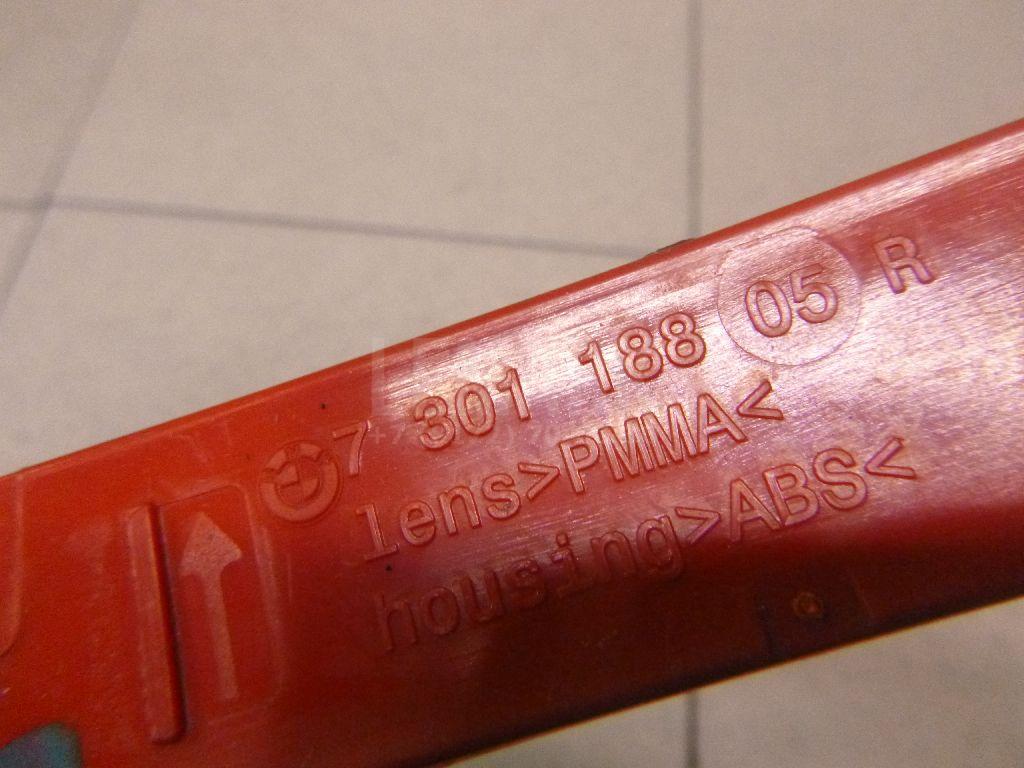 7 301 188 05 R
lens>PMMA<
housing>ABS<